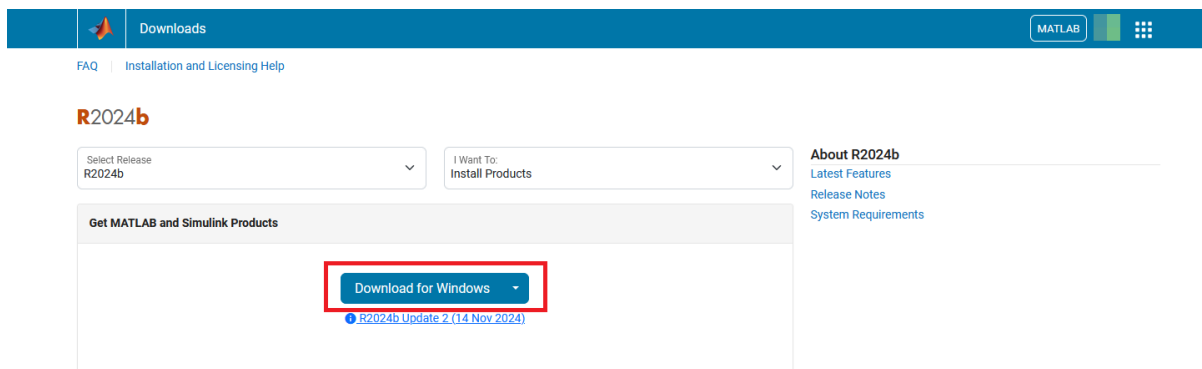 Downloads
MATLAB
FAQ
Installation and Licensing Help
R2024b
Select Release
R2024b
I Want To:
Install Products
About R2024b
Latest Features
Release Notes
System Requirements
Get MATLAB and Simulink Products
Download for Windows
R2024b Update 2 (14 Nov 2024)